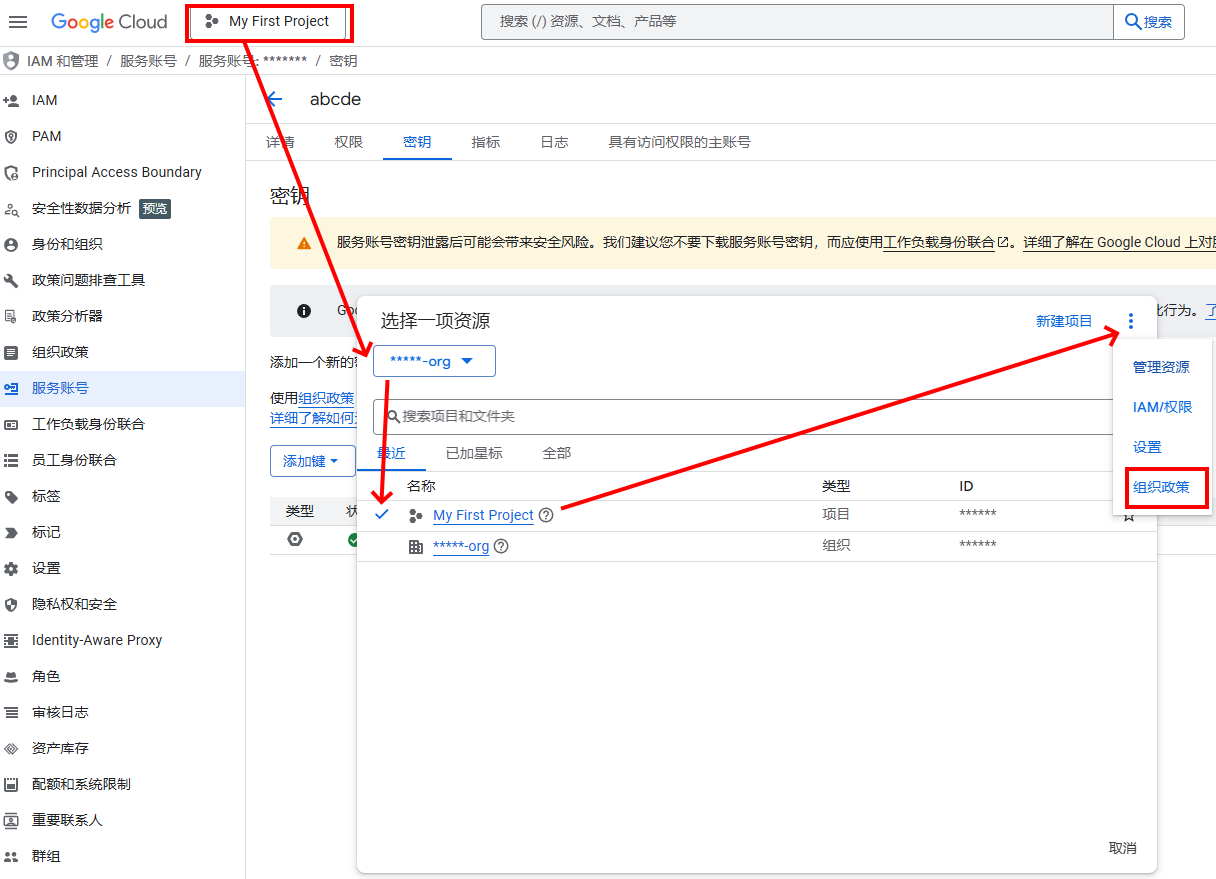 Google Cloud
My First Project
搜索 (/) 资源、文档、产品等
搜索
IAM 和管理 / 服务账号 / 服务账号: ******* / 密钥
IAM
PAM
Principal Access Boundary
安全性数据分析 预览
身份和组织
政策问题排查工具
政策分析器
组织政策
服务账号
工作负载身份联合
员工身份联合
标签
标记
设置
隐私权和安全
Identity-Aware Proxy
角色
审核日志
资产库存
配额和系统限制
重要联系人
群组
abcde
详情 权限 密钥 指标 日志 具有访问权限的主账号
密钥
服务账号密钥泄露后可能会带来安全风险。我们建议您不要下载服务账号密钥，而应使用工作负载身份联合。详细了解在 Google Cloud 上对
Goo
此行为。了
添加一个新的
使用组织政策
详细了解如何
添加键
类型
选择一项资源
新建项目
*****-org
搜索项目和文件夹
最近 已加星标 全部
名称 类型 ID
My First Project 项目 ******
*****-org 组织 ******
取消
管理资源
IAM/权限
设置
组织政策